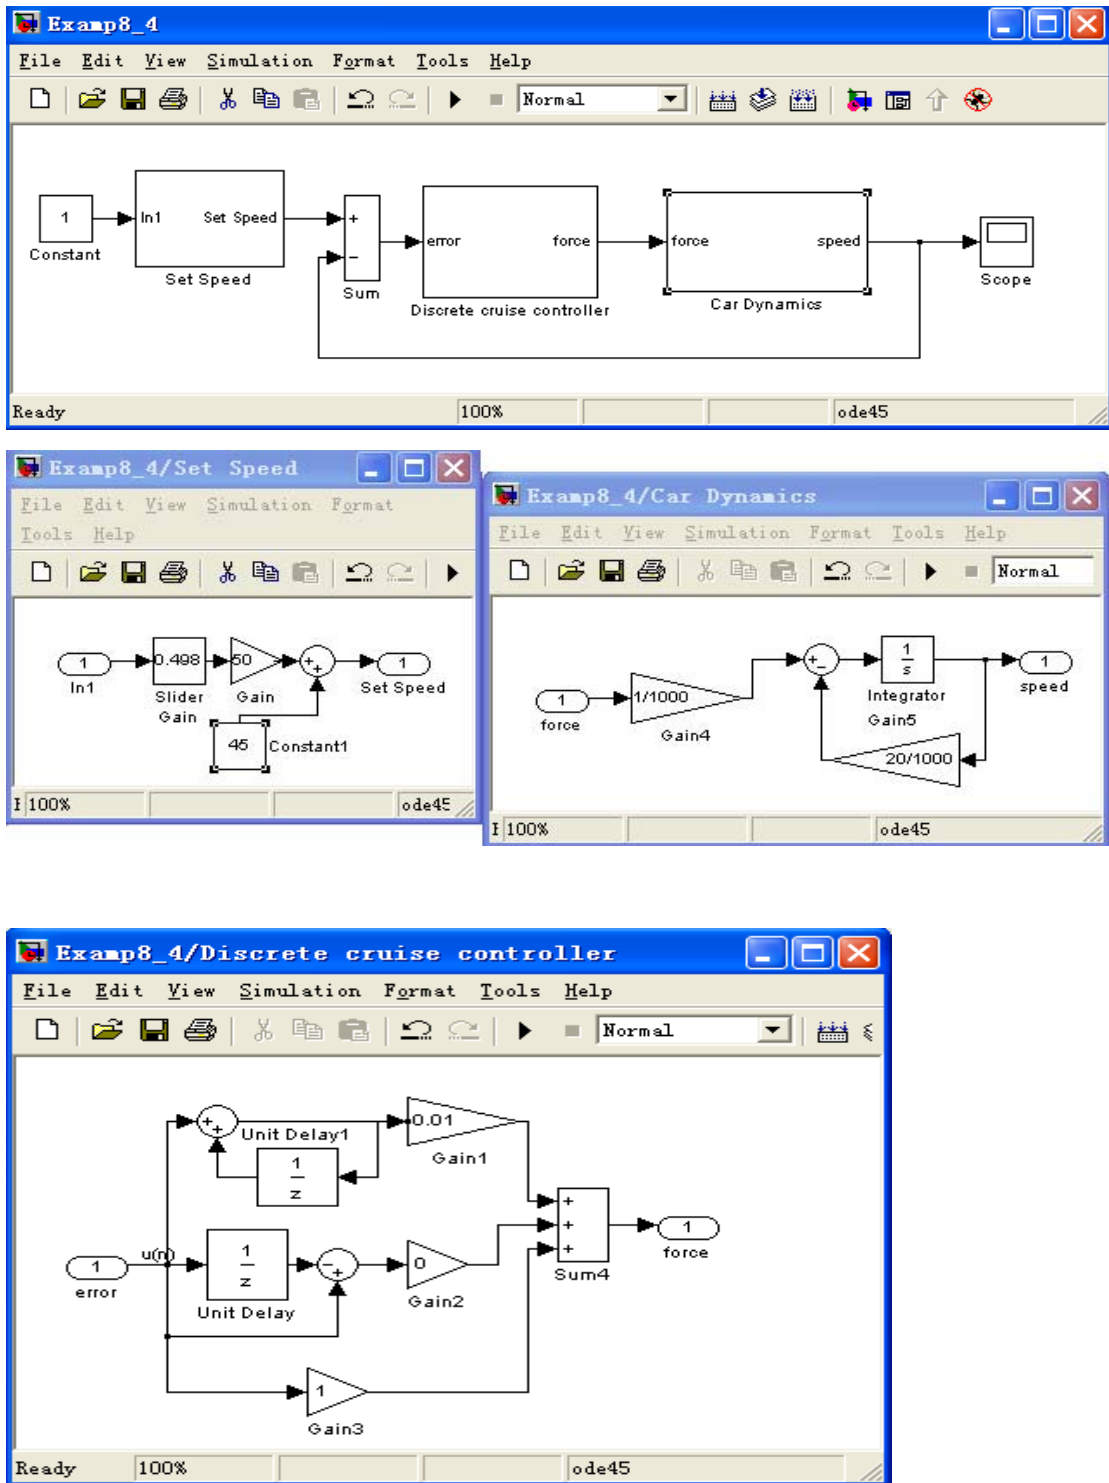 Examp8_4
File Edit View Simulation Format Tools Help
Normal
1
Constant
In1 Set Speed
Set Speed
+
−
Sum
error force
Discrete cruise controller
force speed
Car Dynamics
Scope
Ready 100% ode45
Examp8_4/Set Speed
File Edit View Simulation Format
Tools Help
1
In1
0.498
Slider
Gain
50
Gain
+
+
1
Set Speed
45
Constant1
100% ode45
Examp8_4/Car Dynamics
File Edit View Simulation Format Tools Help
Normal
1
force
1/1000
Gain4
+
−
1
s
Integrator
1
speed
Gain5
20/1000
100% ode45
Examp8_4/Discrete cruise controller
File Edit View Simulation Format Tools Help
Normal
+
+
Unit Delay1
1
z
0.01
Gain1
1
error
u(n)
1
z
Unit Delay
−
+
0
Gain2
1
Gain3
+
+
+
Sum4
1
force
Ready 100% ode45